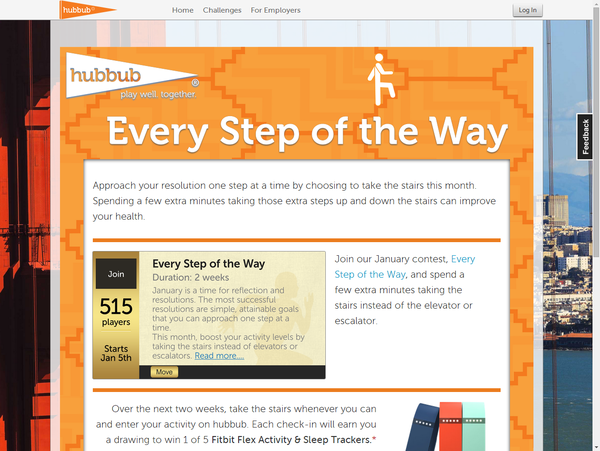 hubbub®
Home Challenges For Employers
Log In
hubbub®
play well. together.
Every Step of the Way
Feedback
Approach your resolution one step at a time by choosing to take the stairs this month.
Spending a few extra minutes taking those extra steps up and down the stairs can improve
your health.
Join
515
players
Starts
Jan 5th
Every Step of the Way
Duration: 2 weeks
January is a time for reflection and
resolutions. The most successful
resolutions are simple, attainable goals
that you can approach one step at a
time.
This month, boost your activity levels by
taking the stairs instead of elevators or
escalators. Read more...
Move
Join our January contest, Every
Step of the Way, and spend a
few extra minutes taking the
stairs instead of the elevator or
escalator.
Over the next two weeks, take the stairs whenever you can
and enter your activity on hubbub. Each check-in will earn you
a drawing to win 1 of 5 Fitbit Flex Activity & Sleep Trackers.*